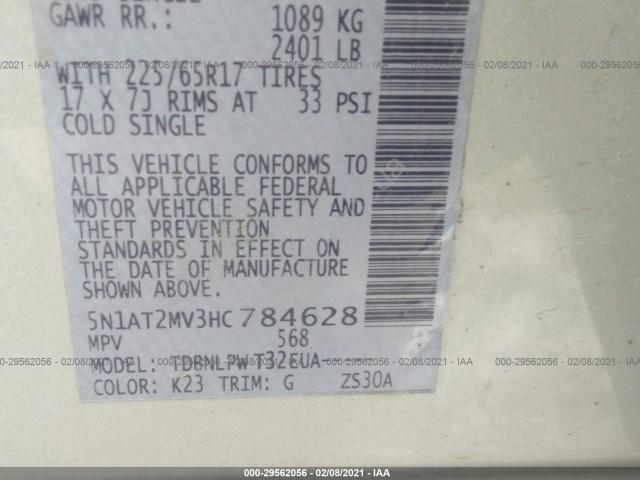 GAWR RR.: 1089 KG
2401 LB
WITH 225/65R17 TIRES
17 X 7J RIMS AT 33 PSI
COLD SINGLE
THIS VEHICLE CONFORMS TO
ALL APPLICABLE FEDERAL
MOTOR VEHICLE SAFETY AND
THEFT PREVENTION
STANDARDS IN EFFECT ON
THE DATE OF MANUFACTURE
SHOWN ABOVE.
5N1AT2MV3HC784628
MPV 568
MODEL: TDBNLPWT32EUA-----
COLOR: K23 TRIM: G ZS30A
000-29562056 - 02/08/2021 - IAA